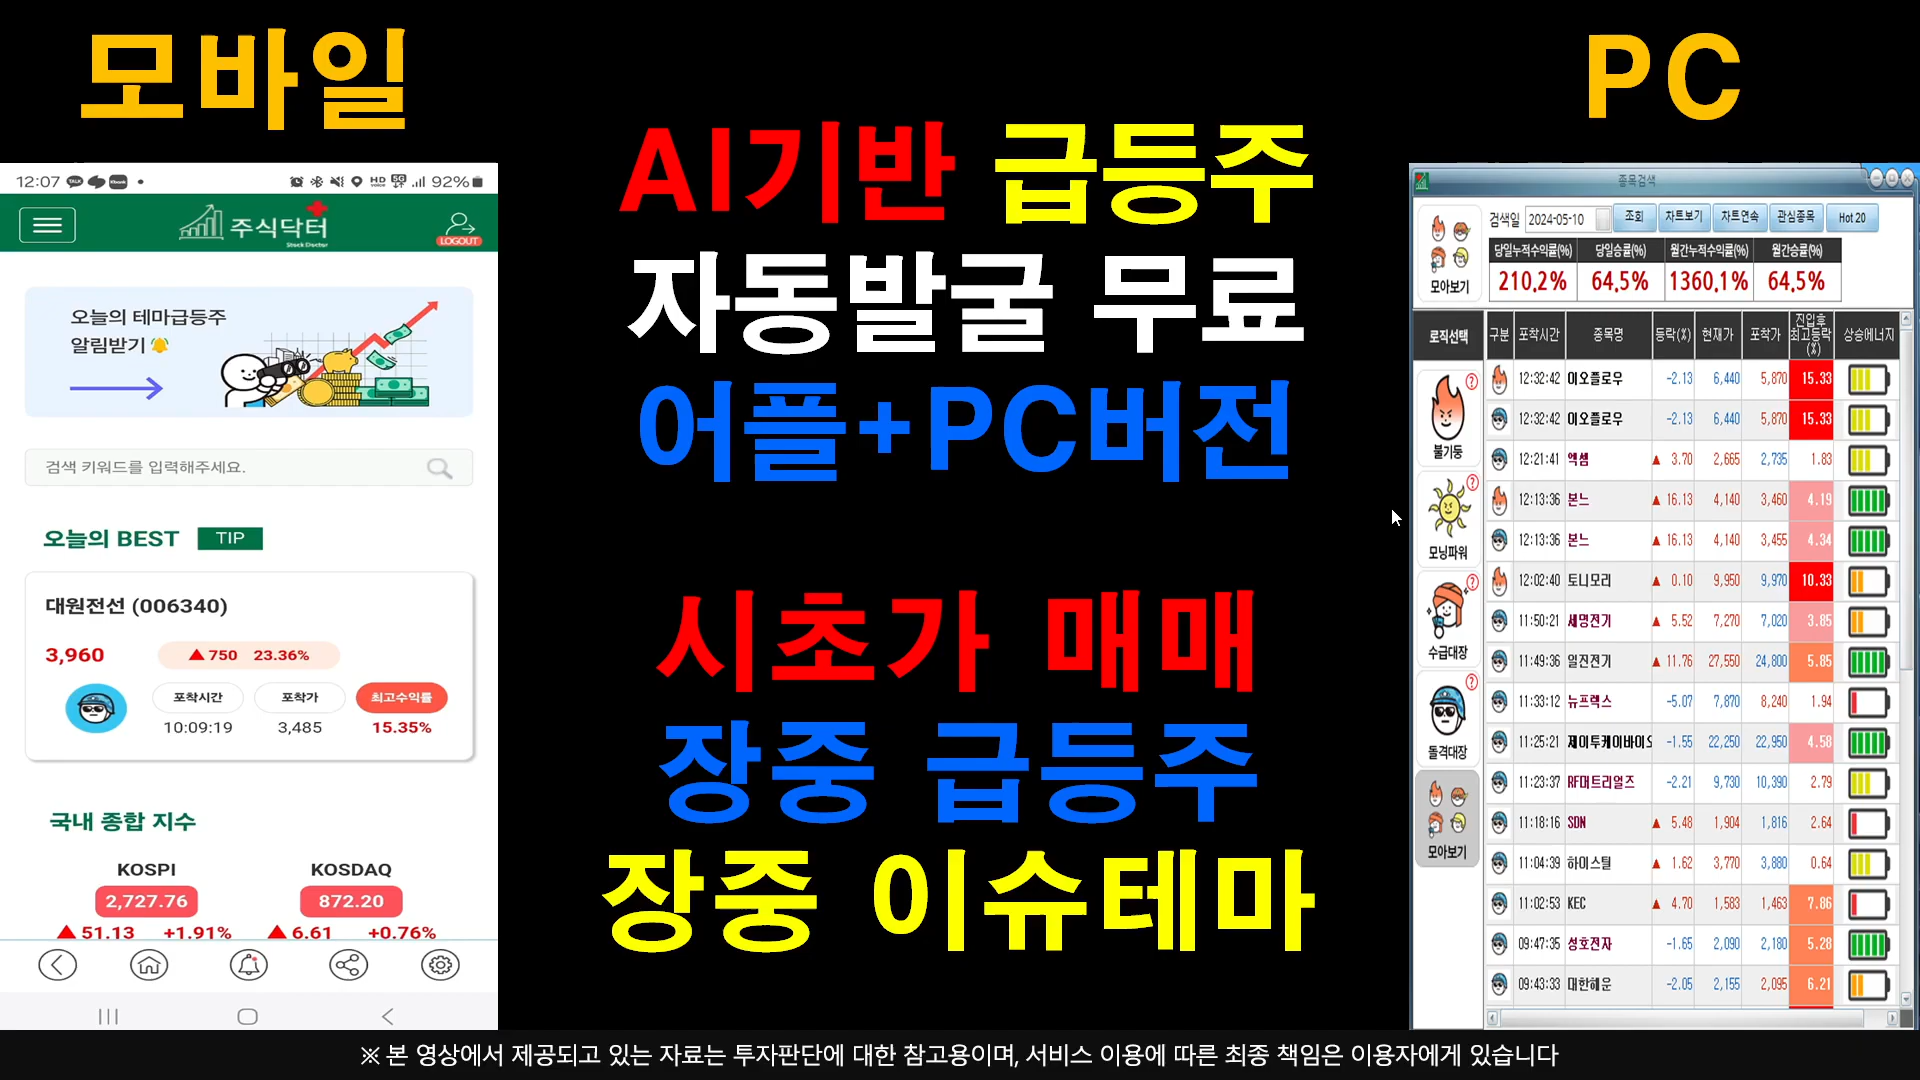 모바일
PC
AI기반 급등주
자동발굴 무료
어플+PC버전
시초가 매매
장중 급등주
장중 이슈테마
12:07
92%
주식닥터
Stock Doctor
LOGOUT
오늘의 테마급등주
알림받기
검색 키워드를 입력해주세요.
오늘의 BEST TIP
대원전선 (006340)
3,960 ▲750 23.36%
포착시간 포착가 최고수익률
10:09:19 3,485 15.35%
국내 종합 지수
KOSPI KOSDAQ
2,727.76 872.20
▲51.13 +1.91% ▲6.61 +0.76%
종목검색
모아보기
검색일 2024-05-10 조회 차트보기 차트연속 관심종목 Hot 20
당일누적수익률(%) 당일승률(%) 월간누적수익률(%) 월간승률(%)
210,2% 64,5% 1360,1% 64,5%
로직선택
불기둥
모닝파워
수급대장
돌격대장
모아보기
구분 포착시간 종목명 등락(%) 현재가 포착가 진입후 최고등락 (%) 상승에너지
12:32:42 이오플로우 -2.13 6,440 5,870 15.33
12:32:42 이오플로우 -2.13 6,440 5,870 15.33
12:21:41 엑셈 ▲ 3.70 2,665 2,735 1.83
12:13:36 본느 ▲ 16.13 4,140 3,460 4.19
12:13:36 본느 ▲ 16.13 4,140 3,455 4.34
12:02:40 토니모리 ▲ 0.10 9,950 9,970 10.33
11:50:21 세명전기 ▲ 5.52 7,270 7,020 3.85
11:49:36 일진전기 ▲ 11.76 27,550 24,800 5.85
11:33:12 뉴프렉스 -5.07 7,870 8,240 1.94
11:25:21 제이투케이바이오 -1.55 22,250 22,950 4.58
11:23:37 RF머트리얼즈 -2.21 9,730 10,390 2.79
11:18:16 SDN ▲ 5.48 1,904 1,816 2.64
11:04:39 하이스틸 ▲ 1.62 3,770 3,880 0.64
11:02:53 KEC ▲ 4.70 1,583 1,463 7.86
09:47:35 성호전자 -1.65 2,090 2,180 5.28
09:43:33 대한해운 -2.05 2,155 2,095 6.21
※ 본 영상에서 제공되고 있는 자료는 투자판단에 대한 참고용이며, 서비스 이용에 따른 최종 책임은 이용자에게 있습니다